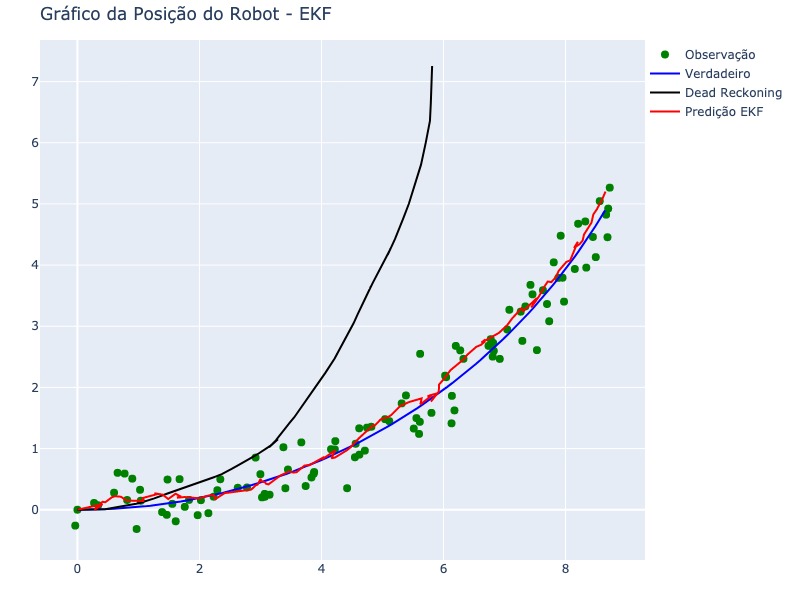 Gráfico da Posição do Robot - EKF
Observação
Verdadeiro
Dead Reckoning
Predição EKF
7
6
5
4
3
2
1
0
0 2 4 6 8